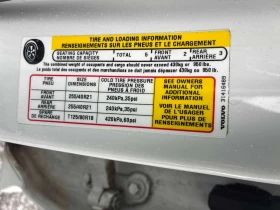 TIRE AND LOADING INFORMATION
RENSEIGNEMENTS SUR LES PNEUS ET LE CHARGEMENT
SEATING CAPACITY
NOMBRE DE SIÈGES
TOTAL 5
FRONT
AVANT 2
REAR
ARRIÈRE 3
The combined weight of occupants and cargo should never exceed 430kg or 950 lbs.
Le poids total des occupants et des marchandises ne doit jamais dépasser 430kg ou 950 lb.
TIRE
PNEU
SIZE
DIMENSIONS
COLD TIRE PRESSURE
PRESSION DES
PNEUS À FROID
FRONT
AVANT 255/40R21 240kPa,35psi
REAR
ARRIÈRE 255/40R21 240kPa,35psi
SPARE
DE RECHANGE T125/80R18 420kPa,60psi
SEE OWNERS
MANUAL FOR
ADDITIONAL
INFORMATION
VOIR LE MANUEL
DE L'USAGER
POUR PLUS DE
RENSEIGNEMENTS
VOLVO 31416485